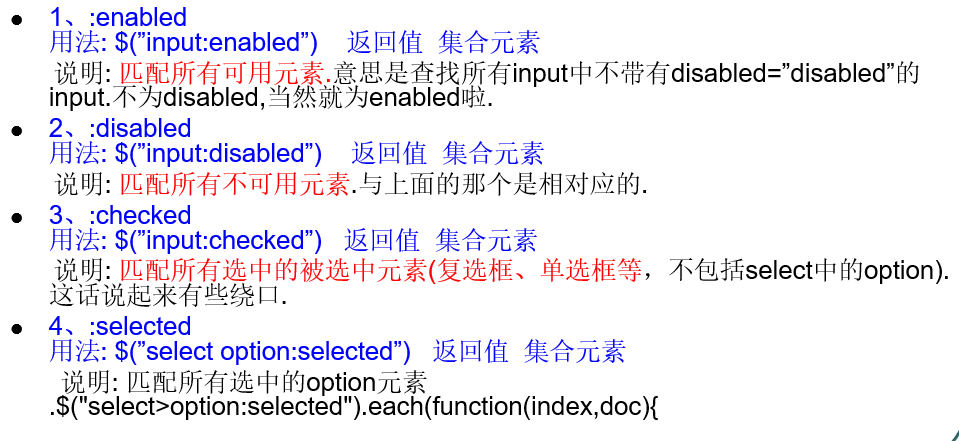 ● 1、:enabled
用法: $(”input:enabled”) 返回值 集合元素
说明: 匹配所有可用元素.意思是查找所有input中不带有disabled=”disabled”的
input.不为disabled,当然就为enabled啦.
● 2、:disabled
用法: $(”input:disabled”) 返回值 集合元素
说明: 匹配所有不可用元素.与上面的那个是相对应的.
● 3、:checked
用法: $(”input:checked”) 返回值 集合元素
说明: 匹配所有选中的被选中元素(复选框、单选框等，不包括select中的option).
这话说起来有些绕口.
● 4、:selected
用法: $(”select option:selected”) 返回值 集合元素
说明: 匹配所有选中的option元素
.$("select>option:selected").each(function(index,doc){